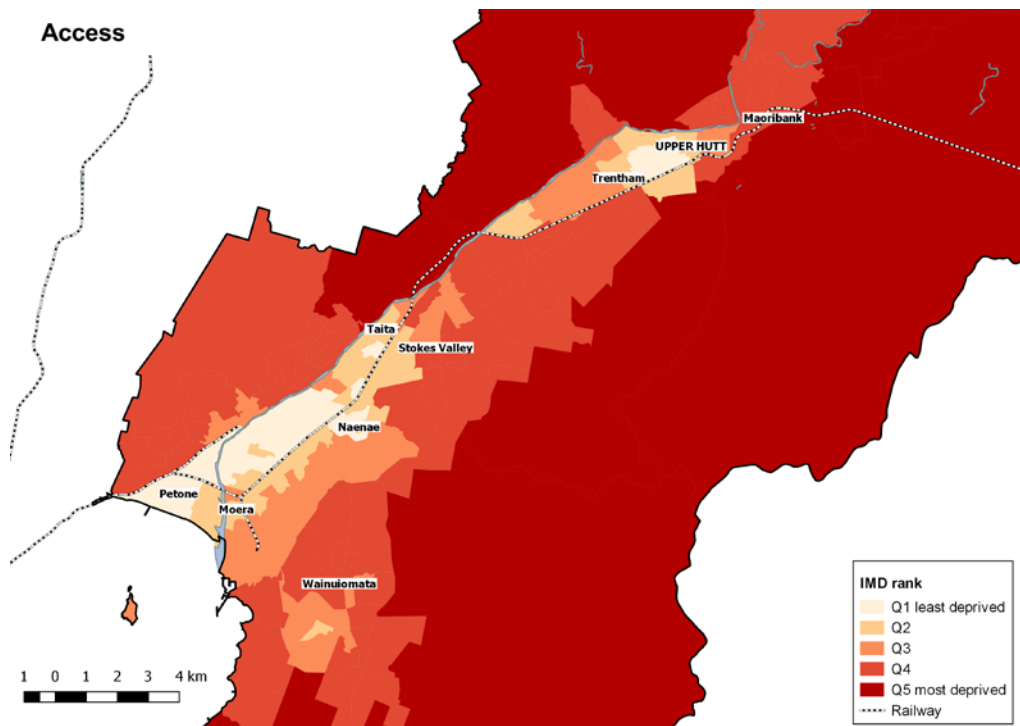 Access
Maoribank
UPPER HUTT
Trentham
Taita
Stokes Valley
Naenae
Petone
Moera
Wainuiomata
IMD rank
Q1 least deprived
Q2
Q3
Q4
Q5 most deprived
Railway
1 0 1 2 3 4 km